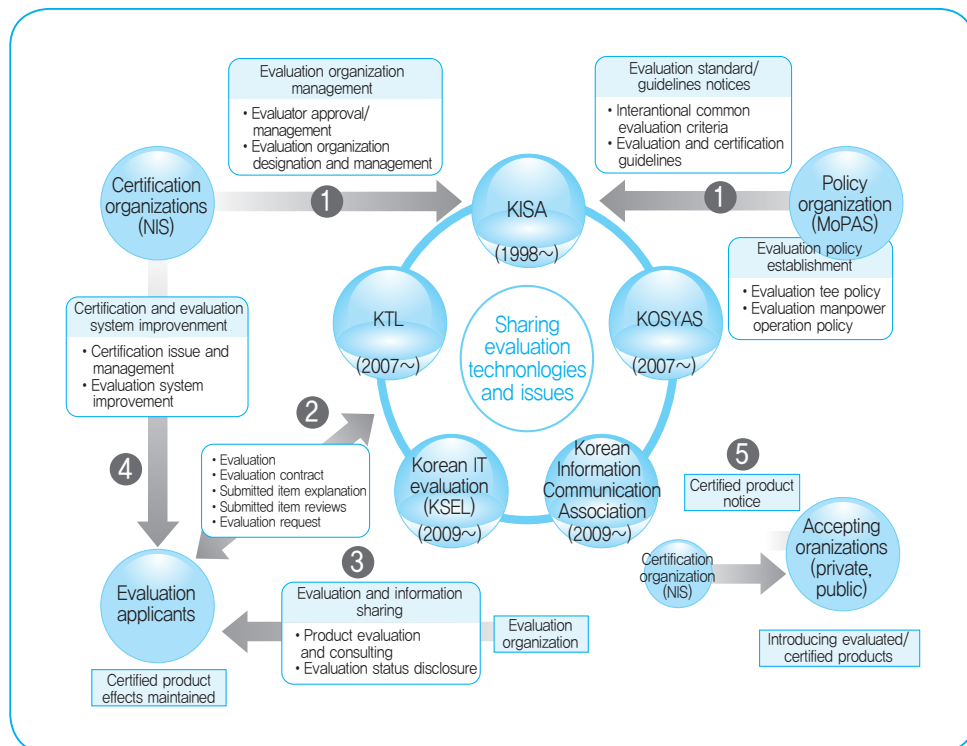 Evaluation organization
management
• Evaluator approval/
management
• Evaluation organization
designation and management
Evaluation standard/
guidelines notices
• Interantional common
evaluation criteria
• Evaluation and certification
guidelines
Certification
organizations
(NIS)
1
KISA
(1998~)
1
Policy
organization
(MoPAS)
Evaluation policy
establishment
• Evaluation tee policy
• Evaluation manpower
operation policy
Certification and evaluation
system improvenment
• Certification issue and
management
• Evaluation system
improvement
KTL
(2007~)
Sharing
evaluation
technonlogies
and issues
KOSYAS
(2007~)
2
• Evaluation
• Evaluation contract
• Submitted item explanation
• Submitted item reviews
• Evaluation request
4
Korean IT
evaluation
(KSEL)
(2009~)
Korean
Information
Communication
Association
(2009~)
5
Certified product
notice
Certification
organization
(NIS)
Accepting
oranizations
(private,
public)
Introducing evaluated/
certified products
3
Evaluation and information
sharing
• Product evaluation
and consulting
• Evaluation status disclosure
Evaluation
organization
Evaluation
applicants
Certified product
effects maintained